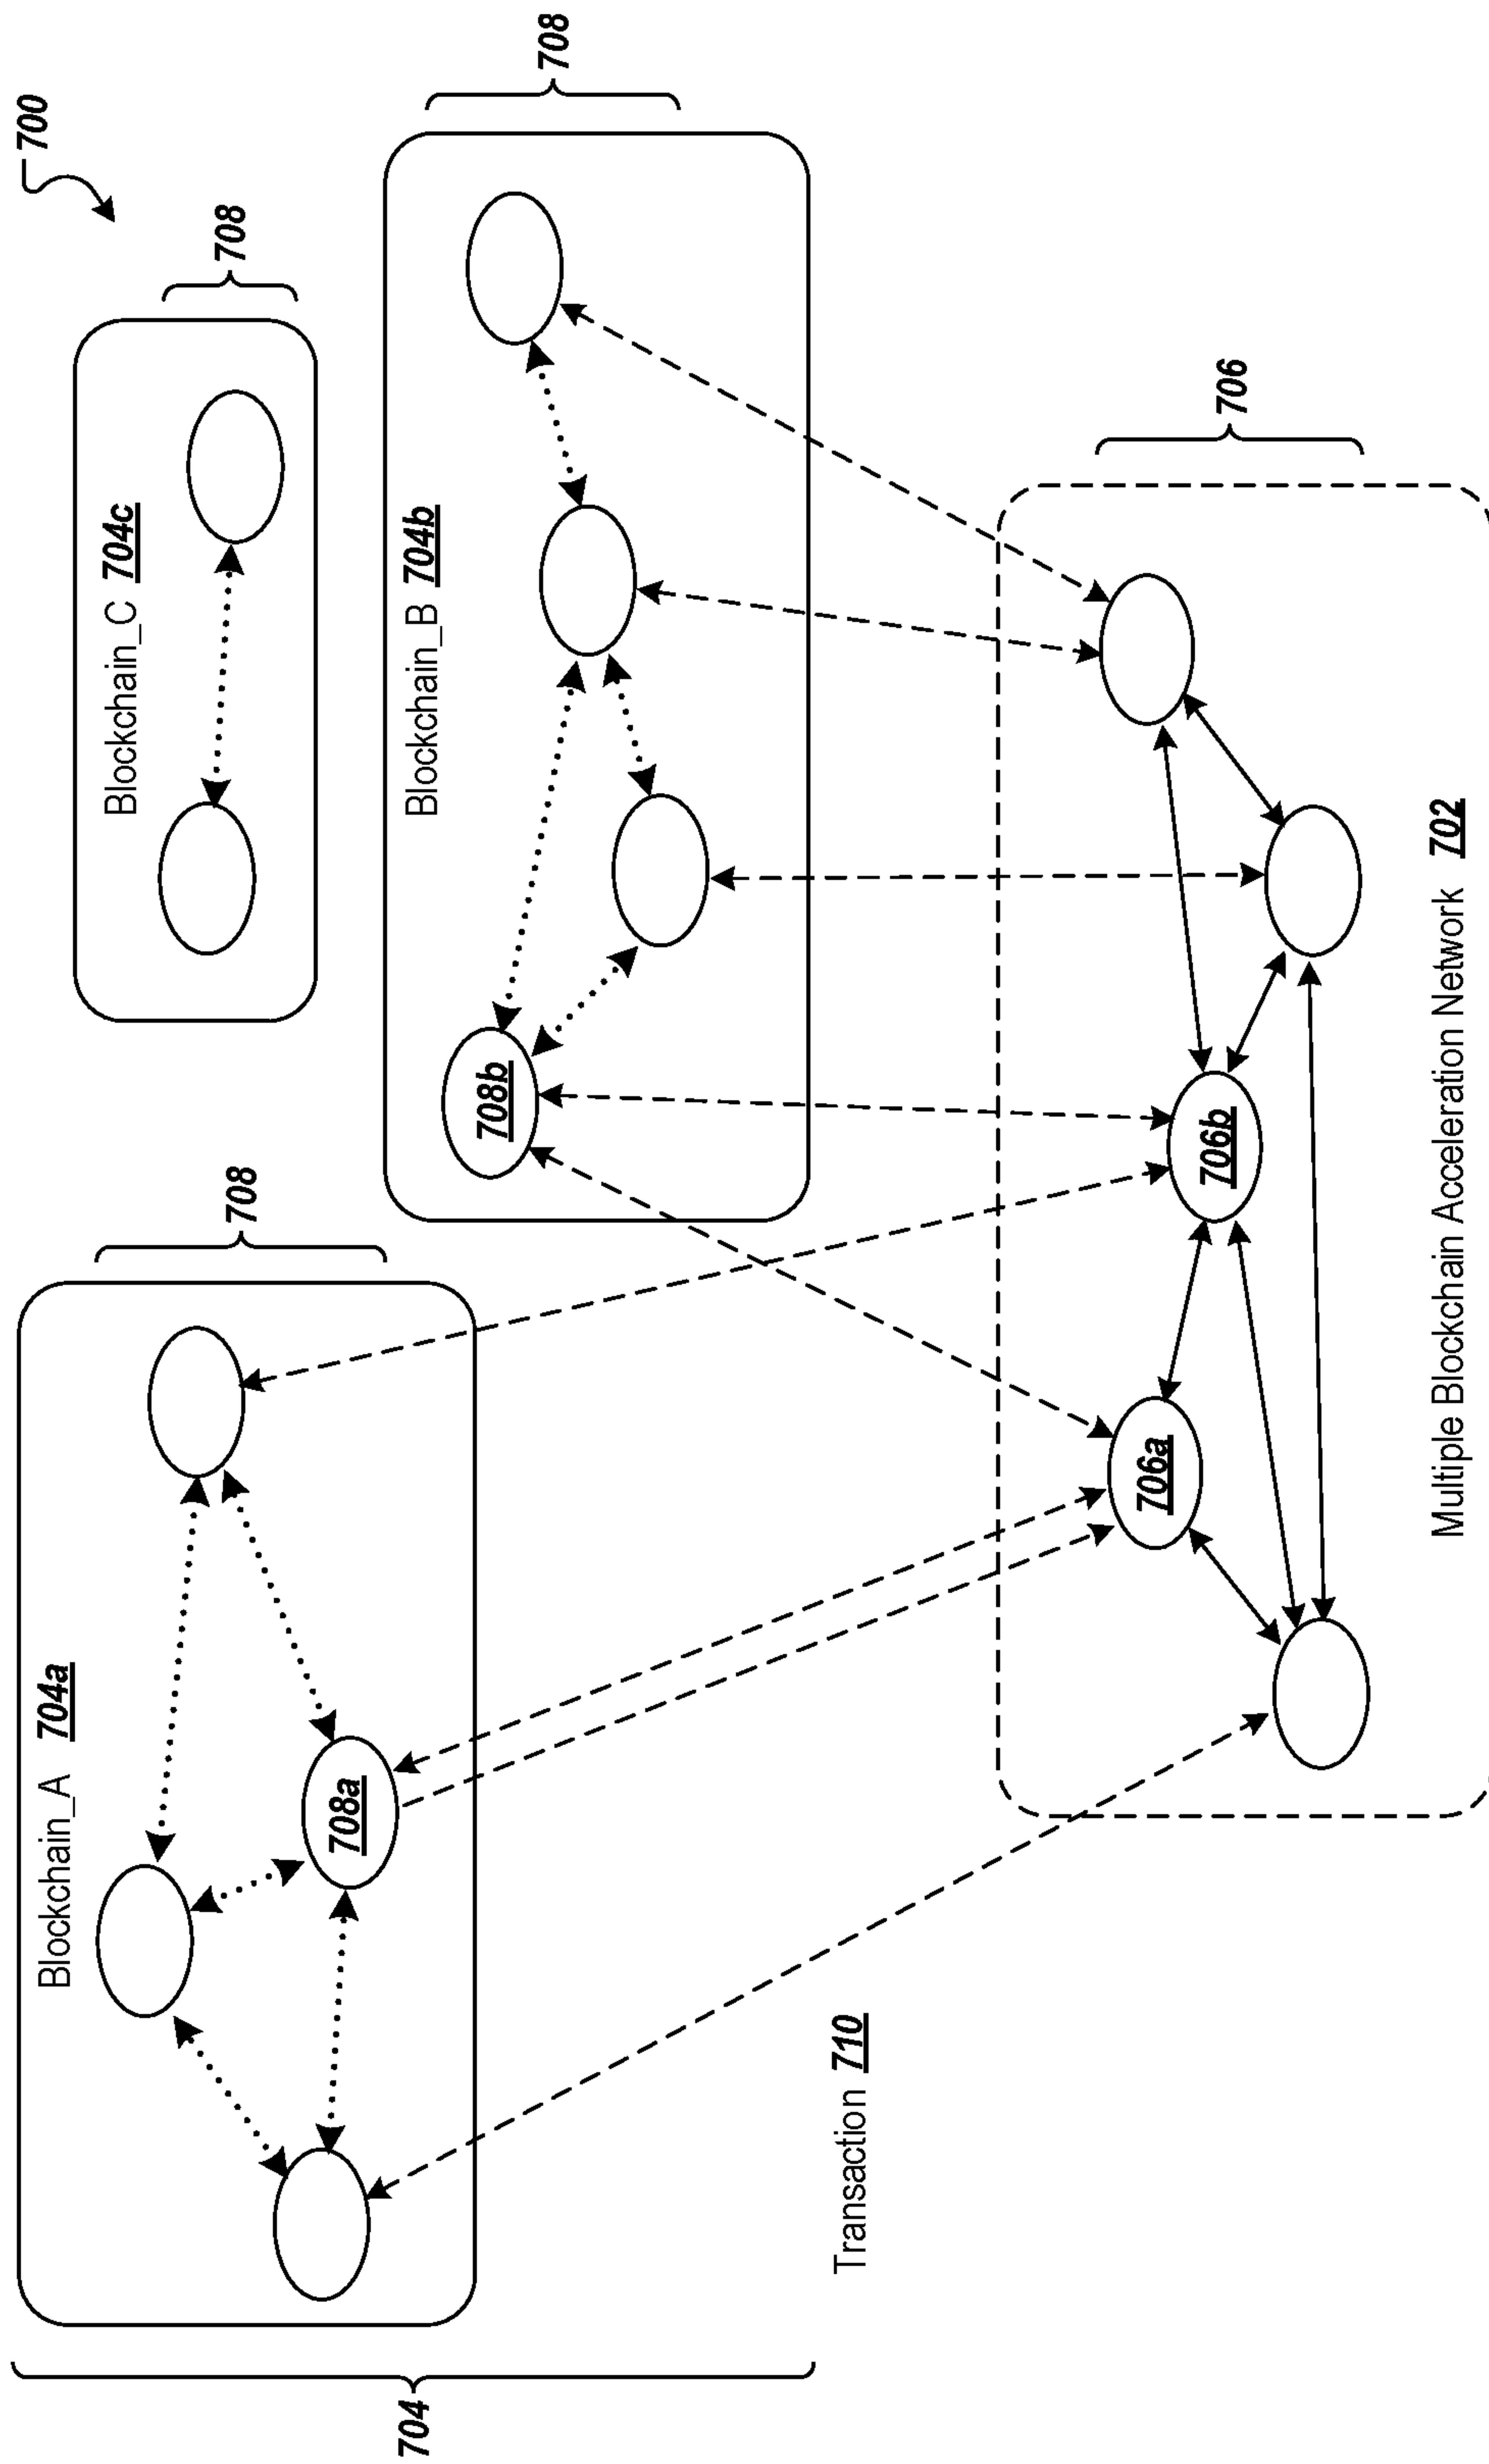 700
704
Blockchain_A 704a
708
708a
Blockchain_C 704c
708
Blockchain_B 704b
708
708b
Transaction 710
706a
706b
706
Multiple Blockchain Acceleration Network 702